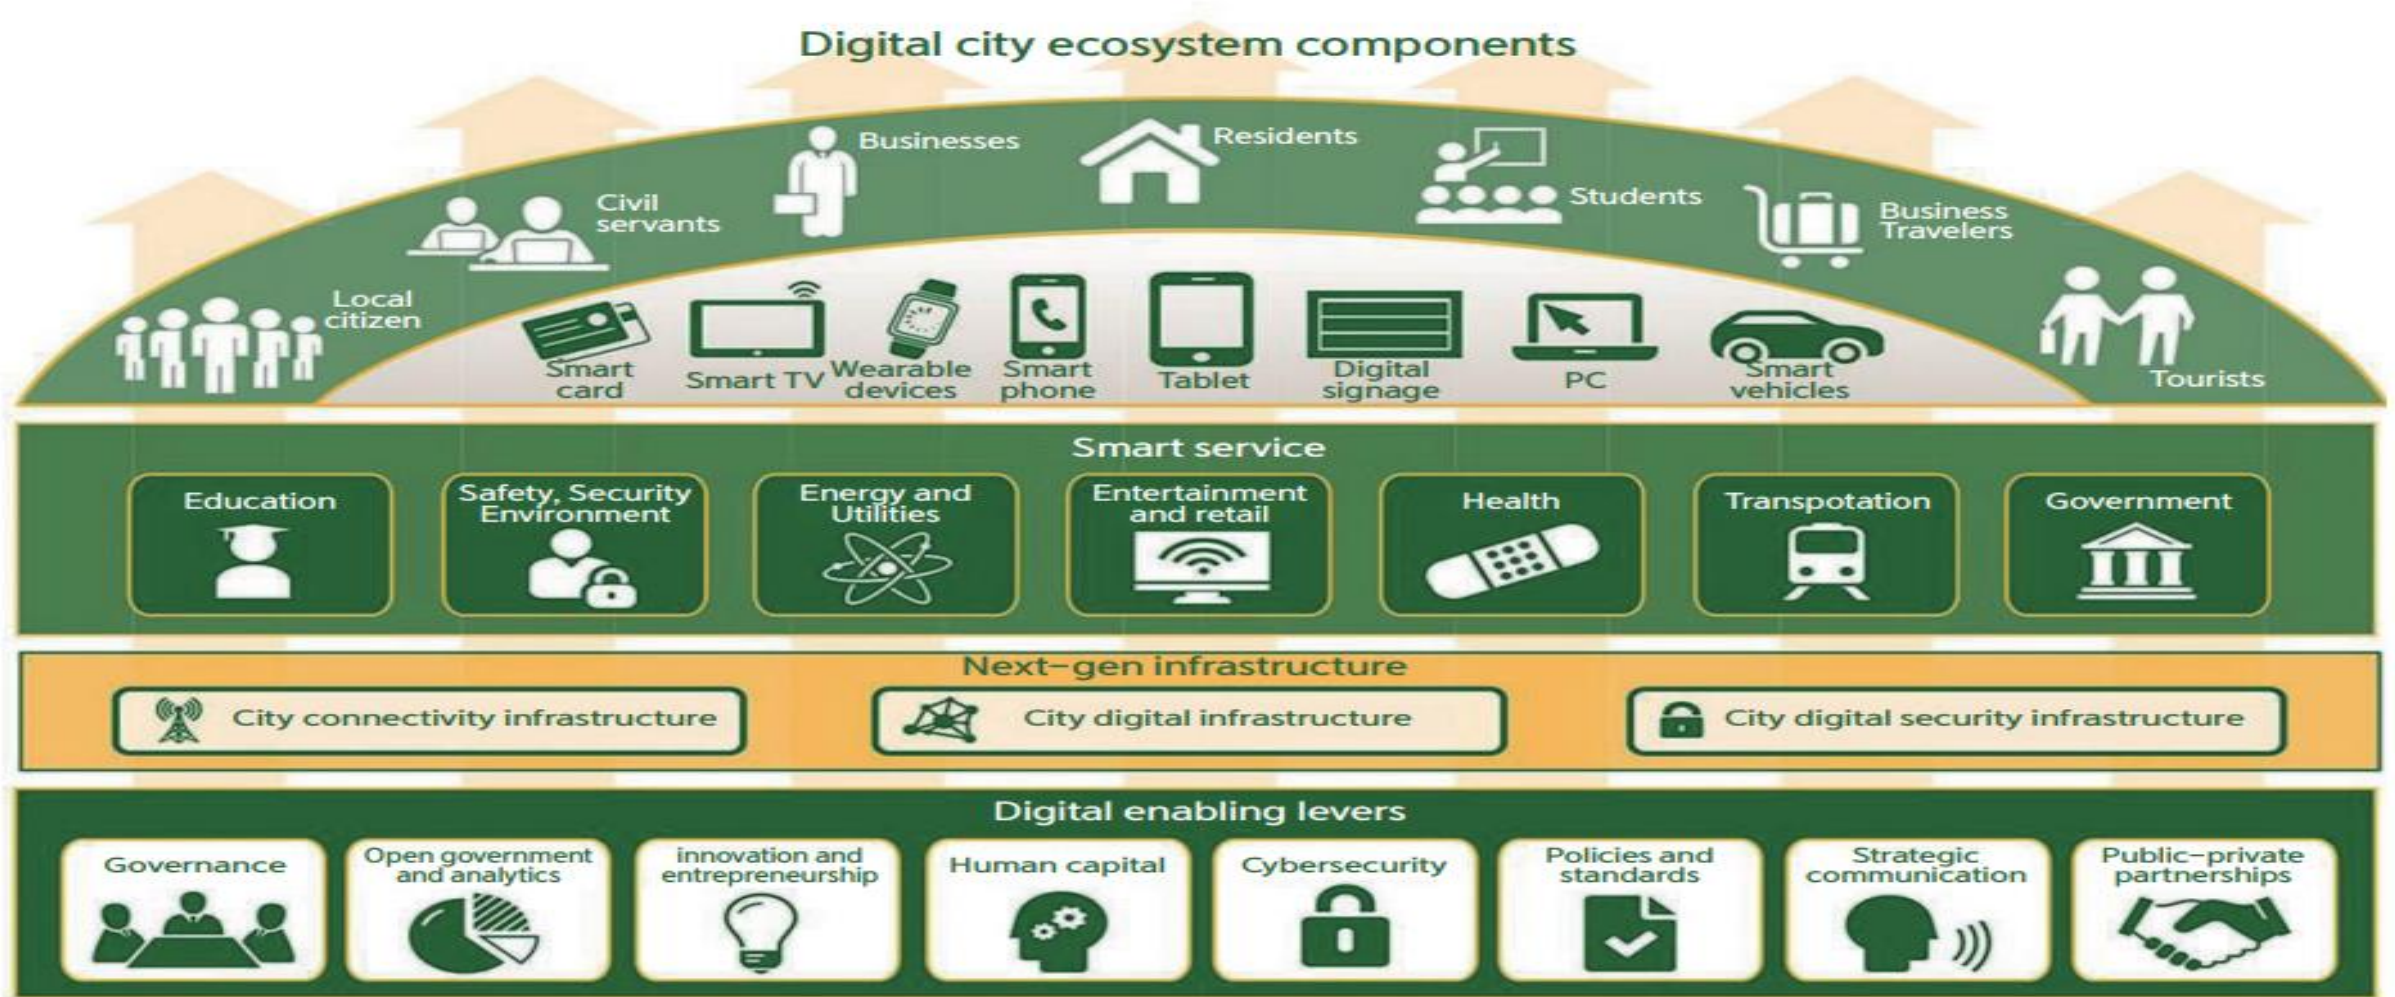 Digital city ecosystem components
Businesses
Residents
Civil
servants
Students
Business
Travelers
Local
citizen
Tourists
Smart
card
Smart TV
Wearable
devices
Smart
phone
Tablet
Digital
signage
PC
Smart
vehicles
Smart service
Education
Safety, Security
Environment
Energy and
Utilities
Entertainment
and retail
Health
Transpotation
Government
Next-gen infrastructure
City connectivity infrastructure
City digital infrastructure
City digital security infrastructure
Digital enabling levers
Governance
Open government
and analytics
innovation and
entrepreneurship
Human capital
Cybersecurity
Policies and
standards
Strategic
communication
Public-private
partnerships